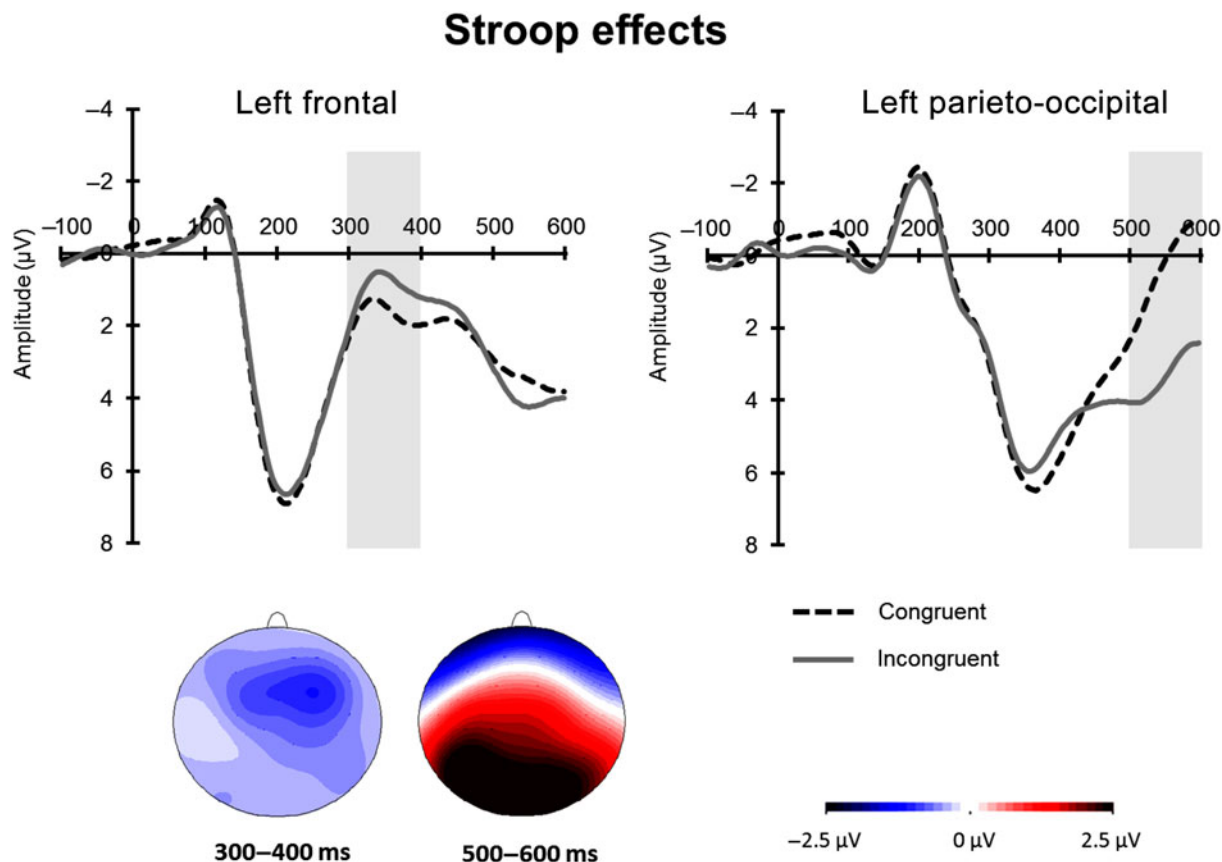 Stroop effects
Left frontal
–4
–2
0
2
4
6
8
–100 0 100 200 300 400 500 600
Amplitude (µV)
Left parieto-occipital
–4
–2
0
2
4
6
8
–100 0 100 200 300 400 500 600
Amplitude (µV)
Congruent
Incongruent
300–400 ms
500–600 ms
–2.5 µV 0 µV 2.5 µV